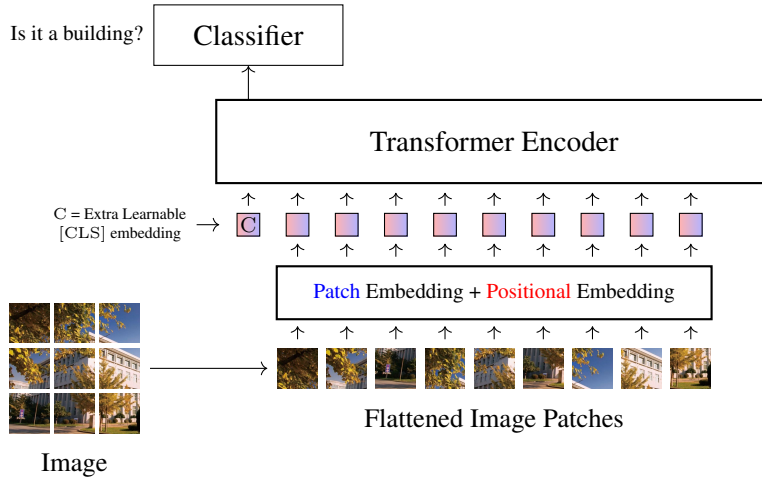 Is it a building?
Classifier
Transformer Encoder
C = Extra Learnable
[CLS] embedding
C
Patch Embedding + Positional Embedding
Flattened Image Patches
Image